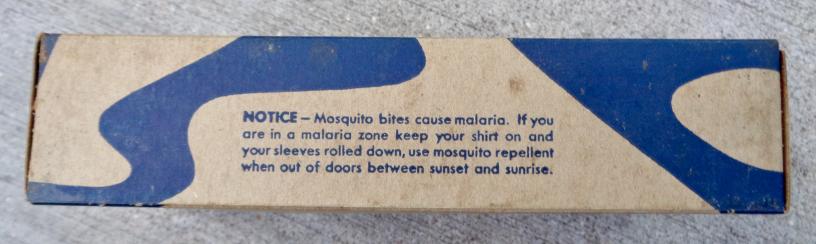 NOTICE – Mosquito bites cause malaria. If you
are in a malaria zone keep your shirt on and
your sleeves rolled down, use mosquito repellent
when out of doors between sunset and sunrise.